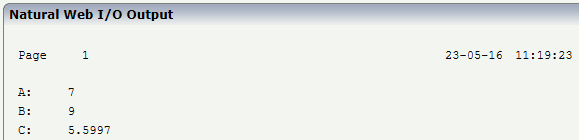 Natural Web I/O Output
Page 1 23-05-16 11:19:23
A: 7
B: 9
C: 5.5997